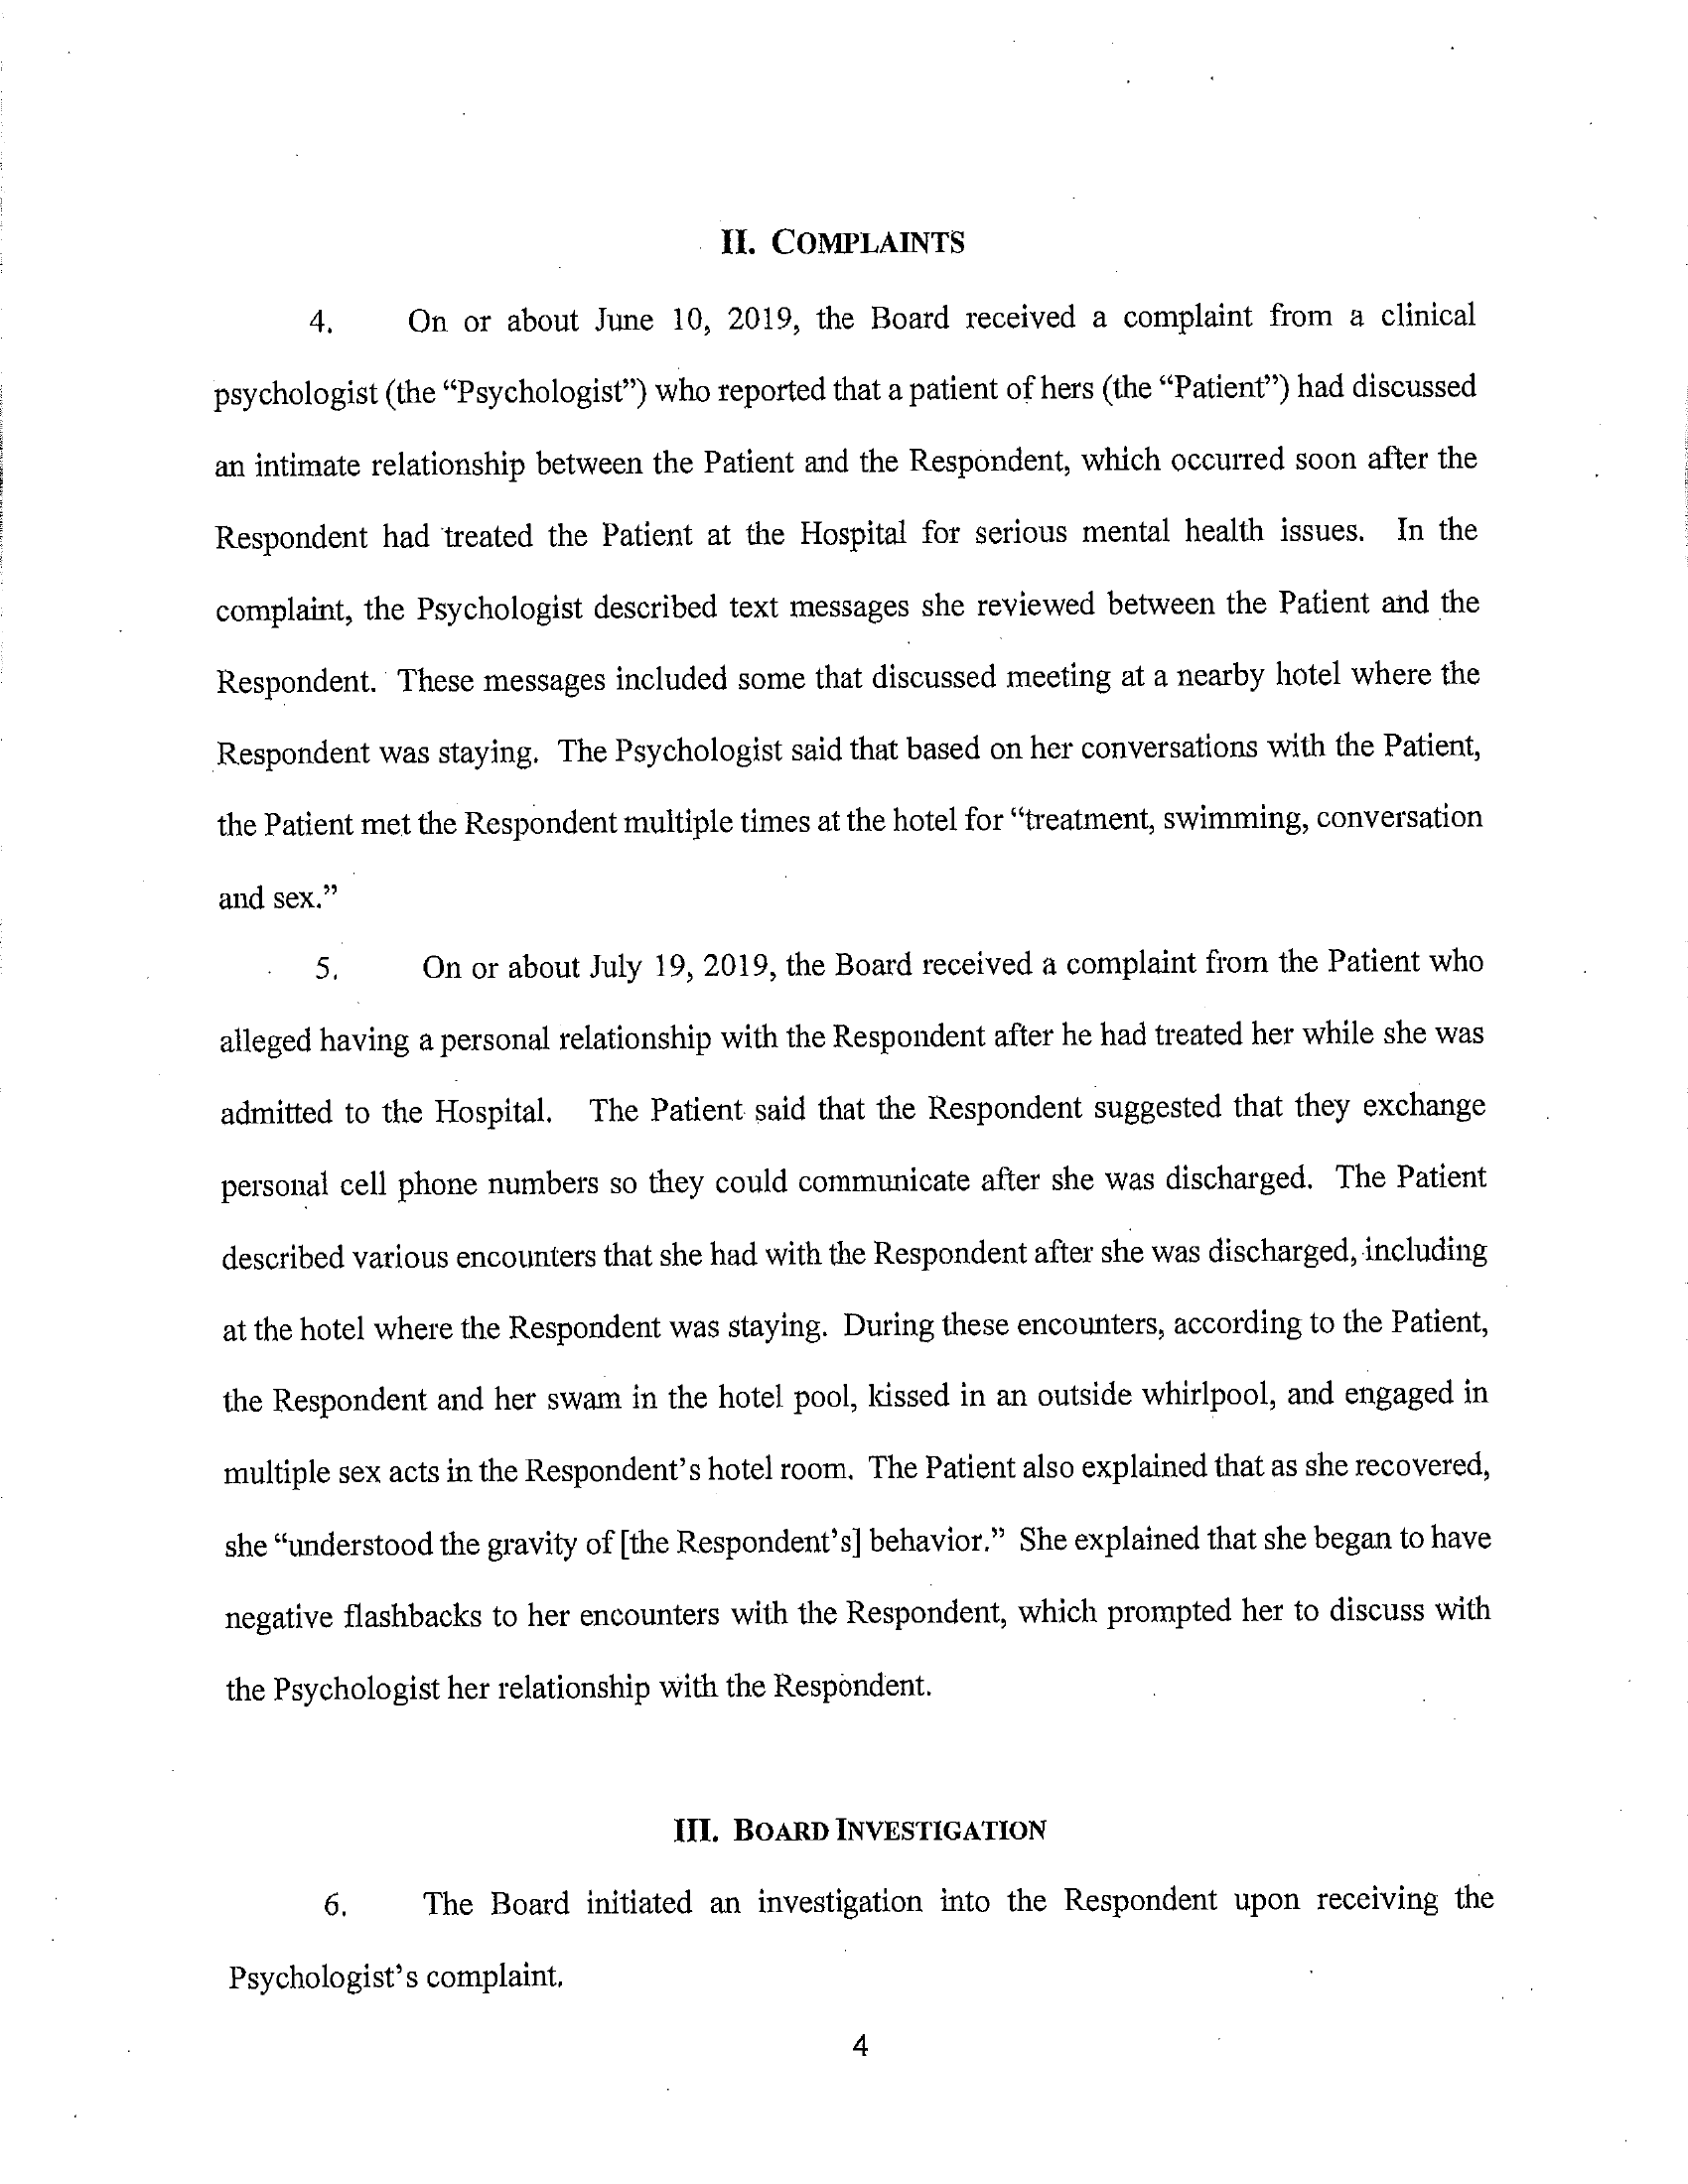 II. COMPLAINTS
4. On or about June 10, 2019, the Board received a complaint from a clinical
psychologist (the “Psychologist”) who reported that a patient of hers (the “Patient”) had discussed
an intimate relationship between the Patient and the Respondent, which occurred soon after the
Respondent had treated the Patient at the Hospital for serious mental health issues. In the
complaint, the Psychologist described text messages she reviewed between the Patient and the
Respondent. These messages included some that discussed meeting at a nearby hotel where the
Respondent was staying. The Psychologist said that based on her conversations with the Patient,
the Patient met the Respondent multiple times at the hotel for “treatment, swimming, conversation
and sex.”
5. On or about July 19, 2019, the Board received a complaint from the Patient who
alleged having a personal relationship with the Respondent after he had treated her while she was
admitted to the Hospital. The Patient said that the Respondent suggested that they exchange
personal cell phone numbers so they could communicate after she was discharged. The Patient
described various encounters that she had with the Respondent after she was discharged, including
at the hotel where the Respondent was staying. During these encounters, according to the Patient,
the Respondent and her swam in the hotel pool, kissed in an outside whirlpool, and engaged in
multiple sex acts in the Respondent’s hotel room. The Patient also explained that as she recovered,
she “understood the gravity of [the Respondent’s] behavior.” She explained that she began to have
negative flashbacks to her encounters with the Respondent, which prompted her to discuss with
the Psychologist her relationship with the Respondent.
III. BOARD INVESTIGATION
6. The Board initiated an investigation into the Respondent upon receiving the
Psychologist’s complaint.
4